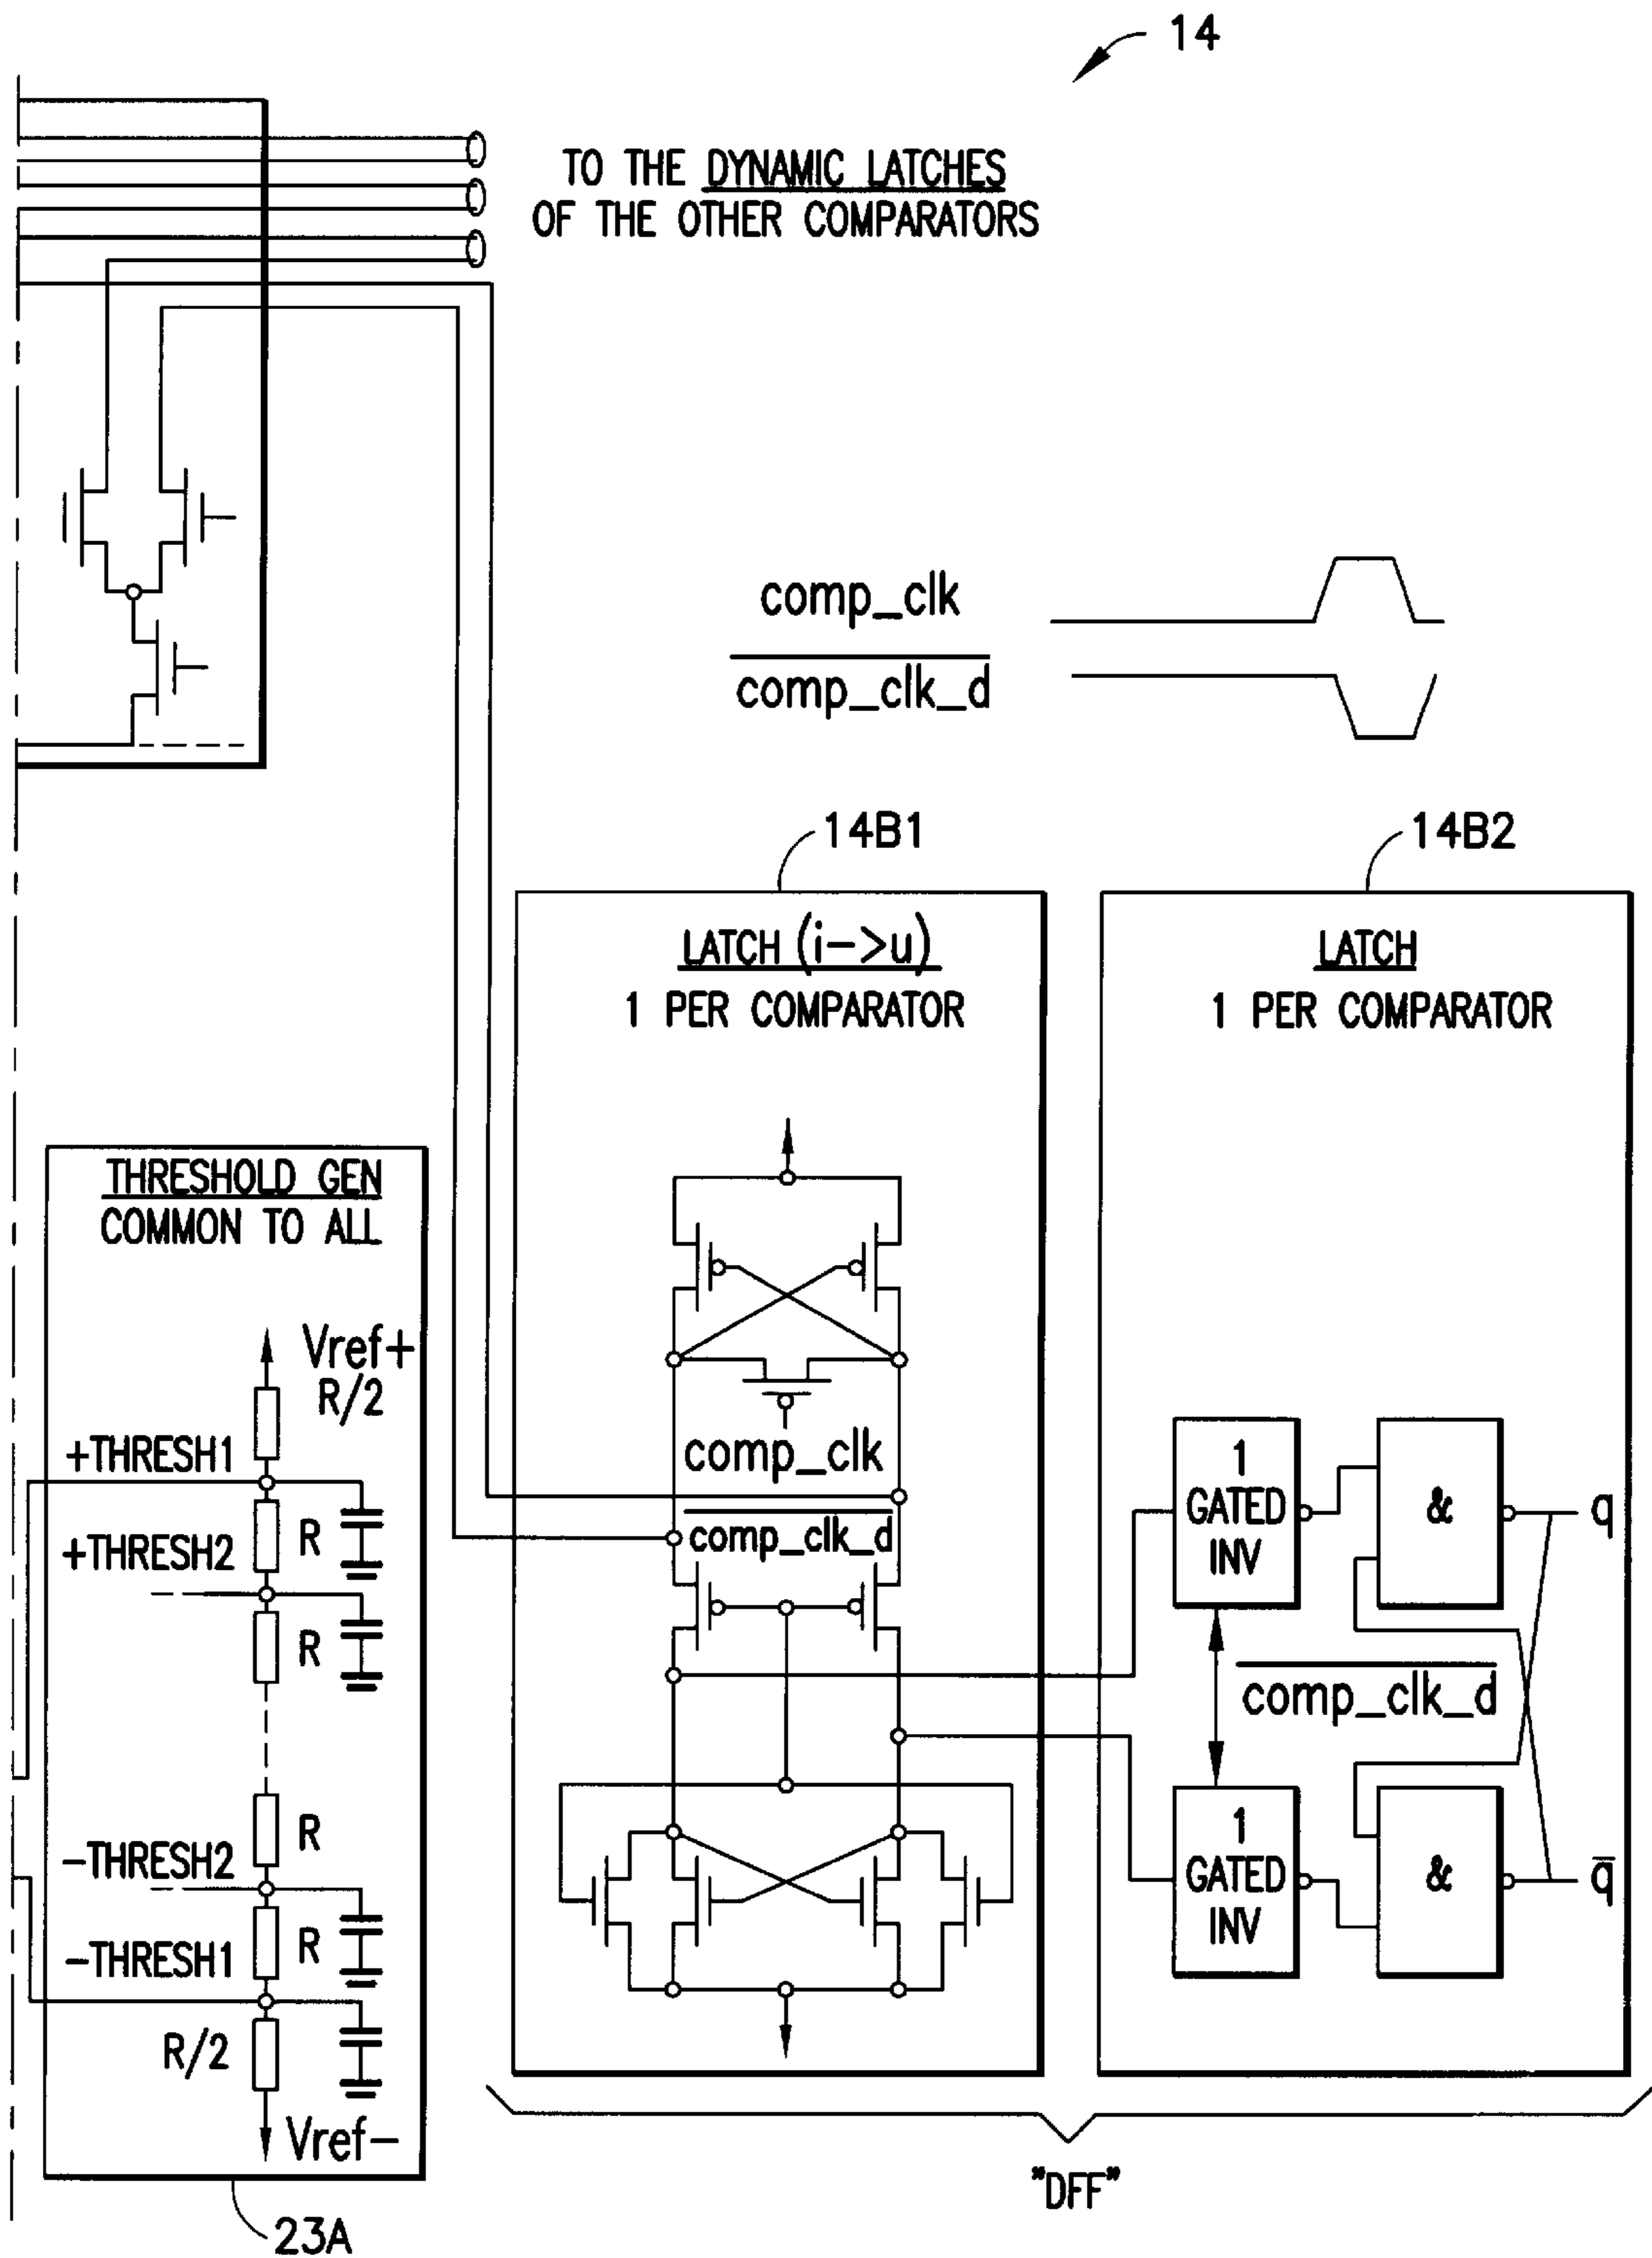 14
TO THE DYNAMIC LATCHES
OF THE OTHER COMPARATORS
comp_clk
comp_clk_d
14B1
14B2
LATCH (i->u)
1 PER COMPARATOR
LATCH
1 PER COMPARATOR
THRESHOLD GEN
COMMON TO ALL
Vref+
R/2
+THRESH1
R
+THRESH2
R
R
-THRESH2
R
-THRESH1
R/2
Vref-
23A
comp_clk
comp_clk_d
1
GATED
INV
&
q
comp_clk_d
1
GATED
INV
&
q̅
"DFF"